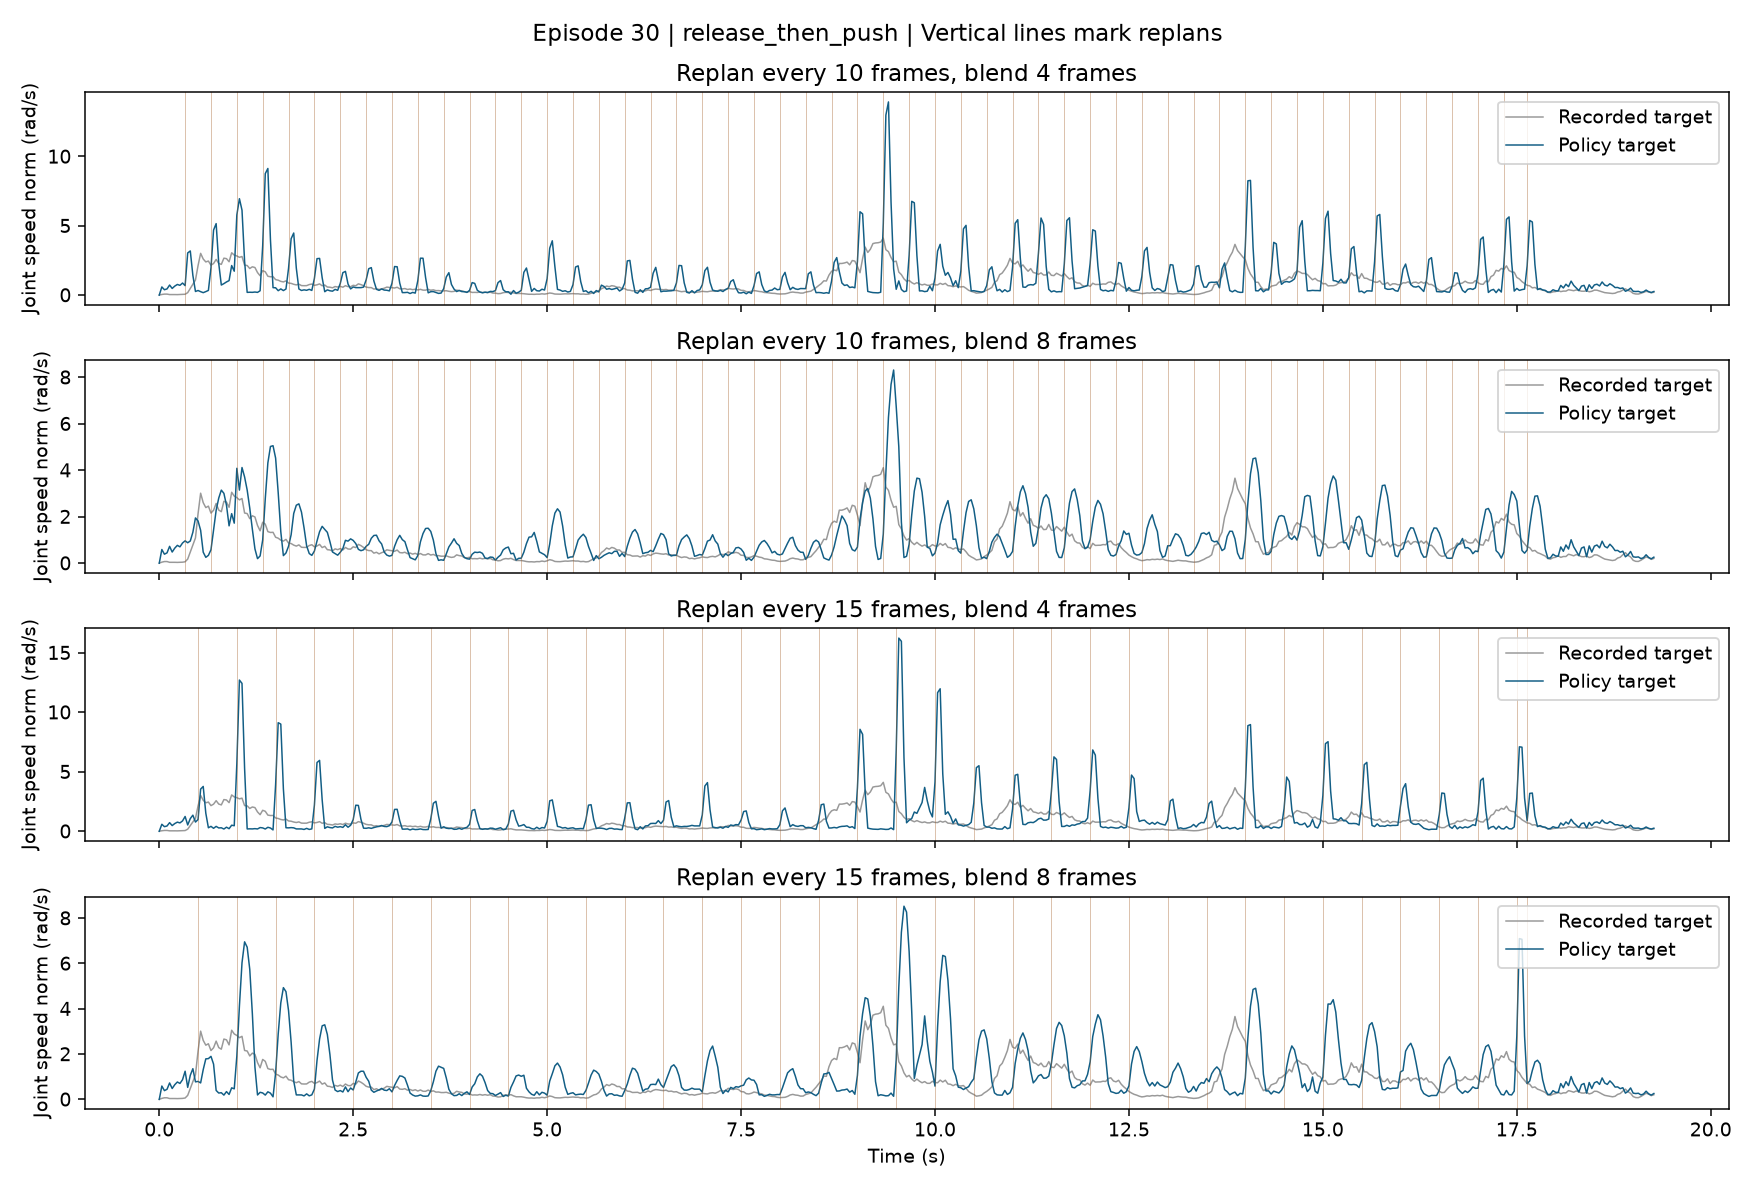 Episode 30 | release_then_push | Vertical lines mark replans
Replan every 10 frames, blend 4 frames
Joint speed norm (rad/s)
10
5
0
Recorded target
Policy target
Replan every 10 frames, blend 8 frames
Joint speed norm (rad/s)
8
6
4
2
0
Recorded target
Policy target
Replan every 15 frames, blend 4 frames
Joint speed norm (rad/s)
15
10
5
0
Recorded target
Policy target
Replan every 15 frames, blend 8 frames
Joint speed norm (rad/s)
8
6
4
2
0
Recorded target
Policy target
0.0 2.5 5.0 7.5 10.0 12.5 15.0 17.5 20.0
Time (s)